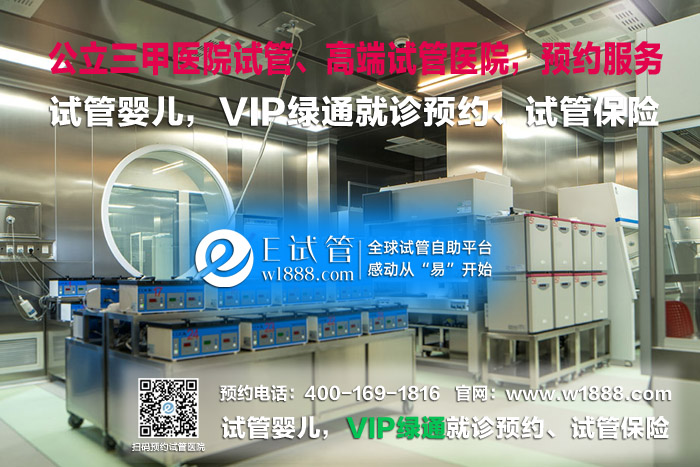 公立三甲医院试管、高端试管医院，预约服务
试管婴儿，VIP绿通就诊预约、试管保险
E试管
w1888.com
全球试管自助平台
感动从“易”开始
预约电话：400-169-1816 官网：www.w1888.com
扫码预约试管医院
试管婴儿，VIP绿通就诊预约、试管保险